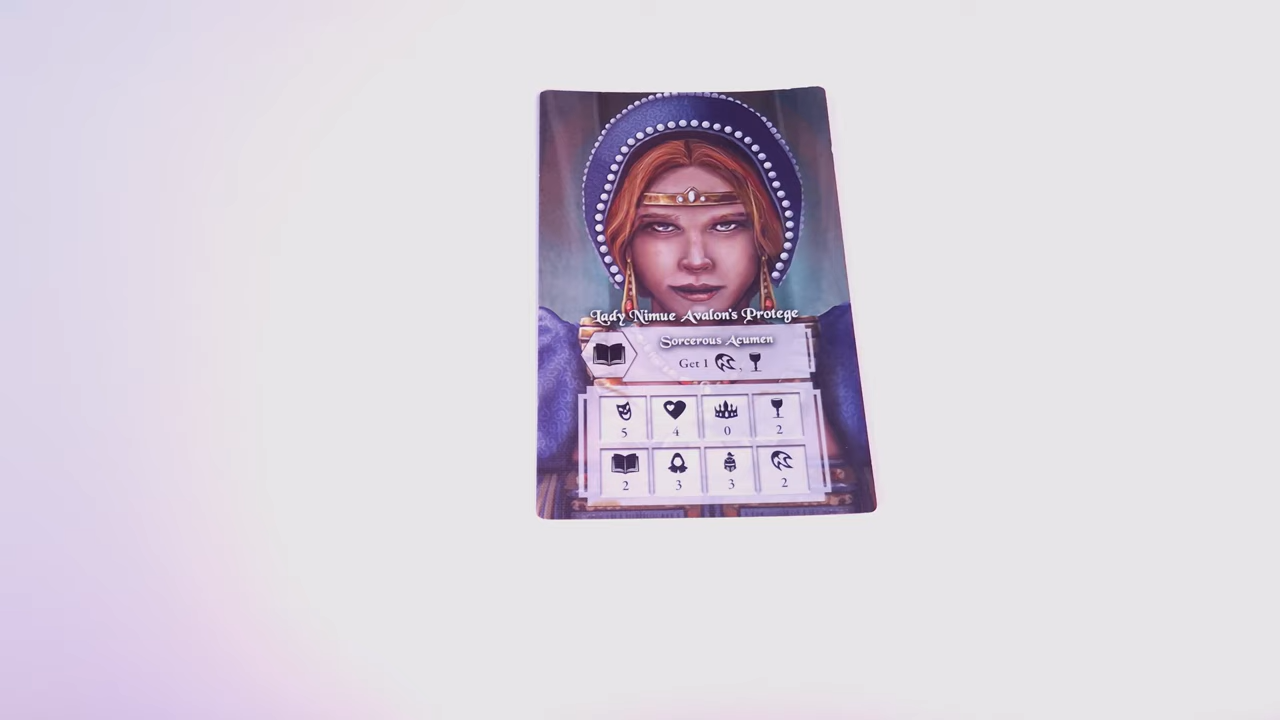 Lady Nimue Avalon's Protege
Sorcerous Acumen
Get 1 ,
5 4 0 2
2 3 3 2